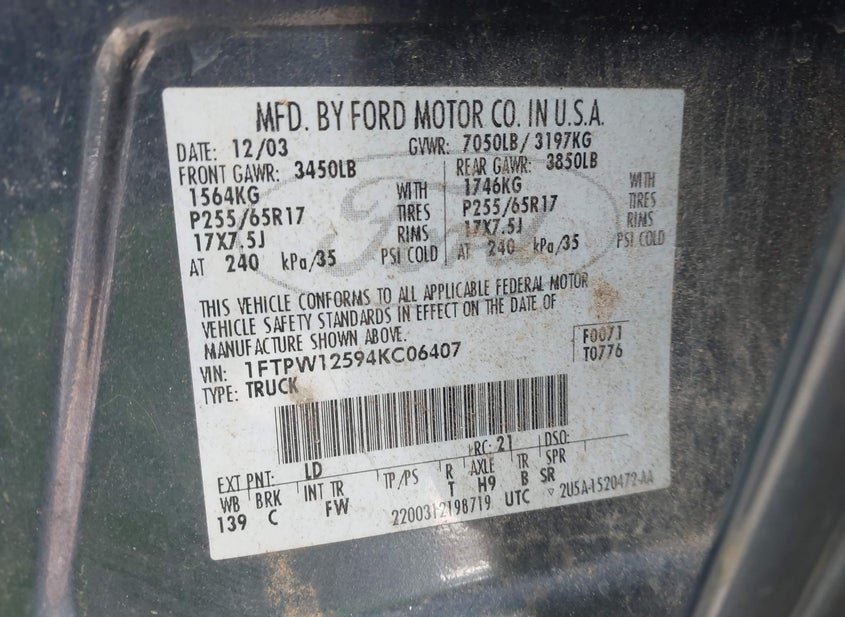 MFD. BY FORD MOTOR CO. IN U.S.A.
DATE: 12/03 GVWR: 7050LB/ 3197KG
FRONT GAWR: 3450LB REAR GAWR: 3850LB
1564KG WITH 1746KG WITH
P255/65R17 TIRES P255/65R17 TIRES
17X7.5J RIMS 17X7.5J RIMS
AT 240 kPa/35 PSI COLD AT 240 kPa/35 PSI COLD
Ford
THIS VEHICLE CONFORMS TO ALL APPLICABLE FEDERAL MOTOR
VEHICLE SAFETY STANDARDS IN EFFECT ON THE DATE OF
MANUFACTURE SHOWN ABOVE.
VIN: 1FTPW12594KC06407 F0071
TYPE: TRUCK T0776
EXT PNT: LD RC: 21 DSO:
WB BRK INT TR TP/PS R AXLE TR SPR
139 C FW T H9 B SR
2200312198719 UTC ▽ 2U5A-1520472-AA